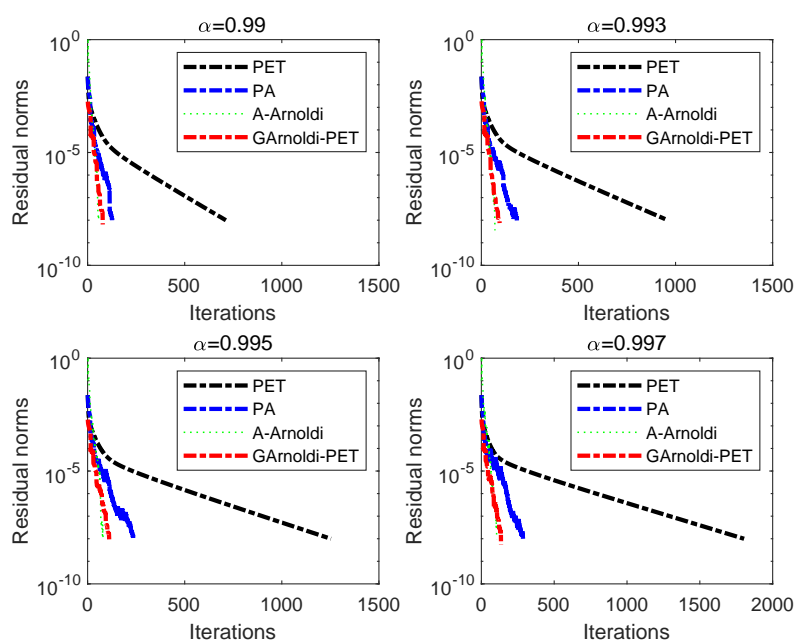 α=0.99
10^0
10^-5
10^-10
Residual norms
PET
PA
A-Arnoldi
GArnoldi-PET
0
500
1000
1500
Iterations
α=0.993
10^0
10^-5
10^-10
Residual norms
PET
PA
A-Arnoldi
GArnoldi-PET
0
500
1000
1500
Iterations
α=0.995
10^0
10^-5
10^-10
Residual norms
PET
PA
A-Arnoldi
GArnoldi-PET
0
500
1000
1500
Iterations
α=0.997
10^0
10^-5
10^-10
Residual norms
PET
PA
A-Arnoldi
GArnoldi-PET
0
500
1000
1500
2000
Iterations